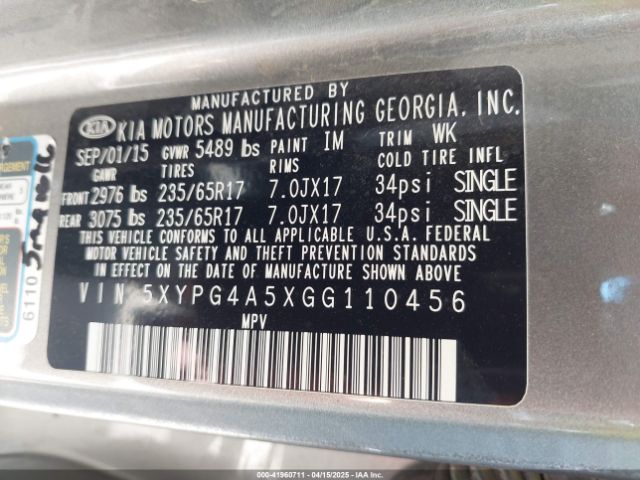 MANUFACTURED BY
KIA KIA MOTORS MANUFACTURING GEORGIA, INC.
SEP/01/15 GVWR 5489 lbs PAINT IM TRIM WK
GAWR TIRES RIMS COLD TIRE INFL
FRONT 2976 lbs 235/65R17 7.0JX17 34psi SINGLE
REAR 3075 lbs 235/65R17 7.0JX17 34psi SINGLE
THIS VEHICLE CONFORMS TO ALL APPLICABLE U.S.A. FEDERAL
MOTOR VEHICLE SAFETY AND THEFT PREVENTION STANDARDS
IN EFFECT ON THE DATE OF MANUFACTURE SHOWN ABOVE.
VIN 5XYPG4A5XGG110456
MPV
6110
000-41960711 - 04/15/2025 - IAA Inc.